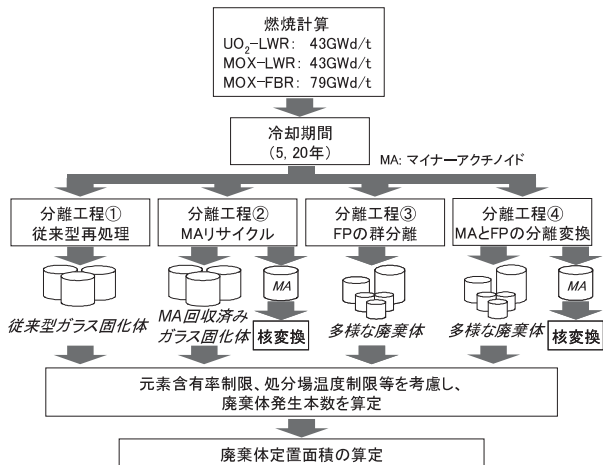 燃焼計算
UO₂-LWR: 43GWd/t
MOX-LWR: 43GWd/t
MOX-FBR: 79GWd/t
冷却期間
(5, 20年)
MA: マイナーアクチノイド
分離工程①
従来型再処理
分離工程②
MAリサイクル
分離工程③
FPの群分離
分離工程④
MAとFPの分離変換
MA
MA
従来型ガラス固化体
MA回収済み
ガラス固化体
核変換
多様な廃棄体
多様な廃棄体
核変換
元素含有率制限、処分場温度制限等を考慮し、
廃棄体発生本数を算定
廃棄体定置面積の算定